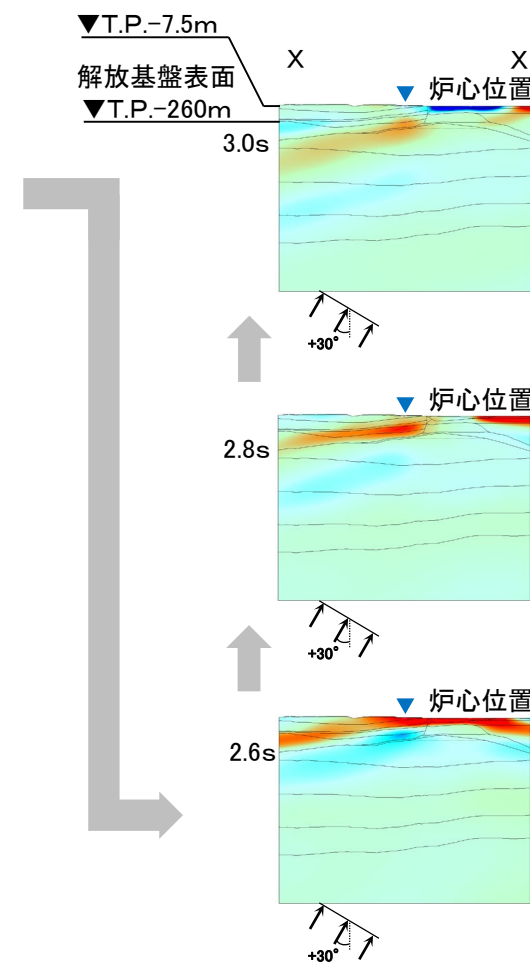 ▼T.P.-7.5m
X X
解放基盤表面
▼ 炉心位置
▼T.P.-260m
3.0s
+30°
▼ 炉心位置
2.8s
+30°
▼ 炉心位置
2.6s
+30°